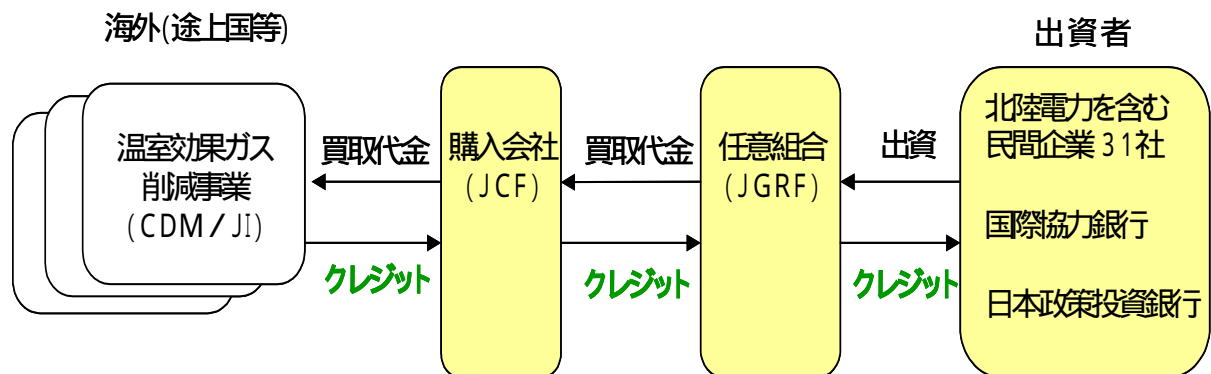 海外(途上国等)
出資者
温室効果ガス
削減事業
(CDM/JI)
買取代金
クレジット
購入会社
(JCF)
買取代金
クレジット
任意組合
(JGRF)
出資
クレジット
北陸電力を含む
民間企業31社
国際協力銀行
日本政策投資銀行